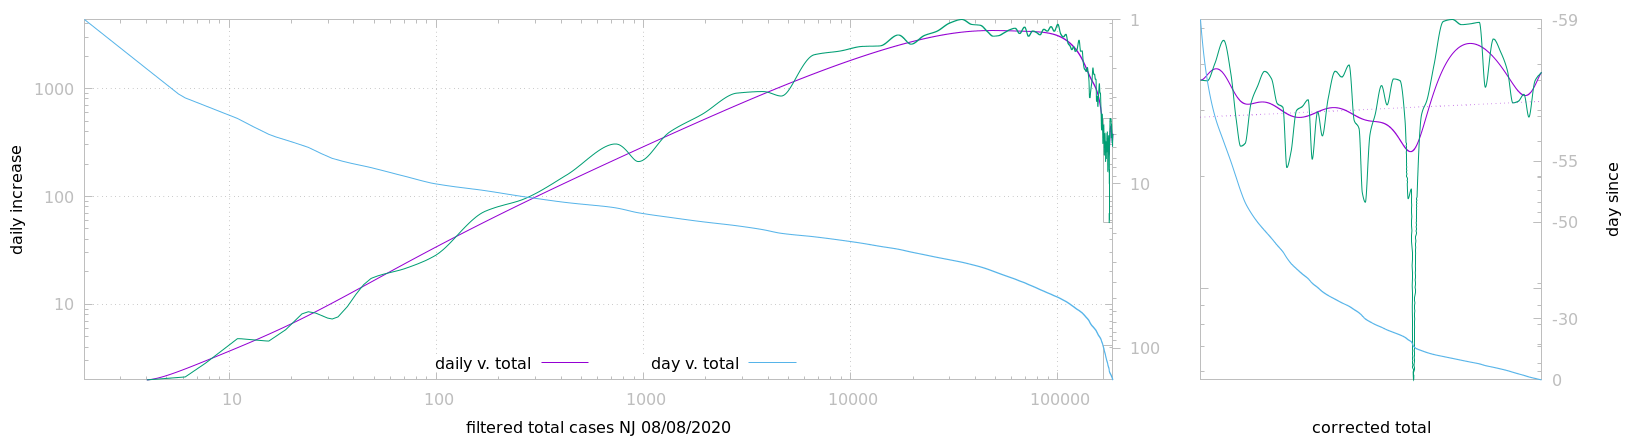 daily increase
1000
100
10
10
100
1000
10000
100000
1
10
100
daily v. total
day v. total
filtered total cases NJ 08/08/2020
-59
-55
-50
-30
0
day since
corrected total